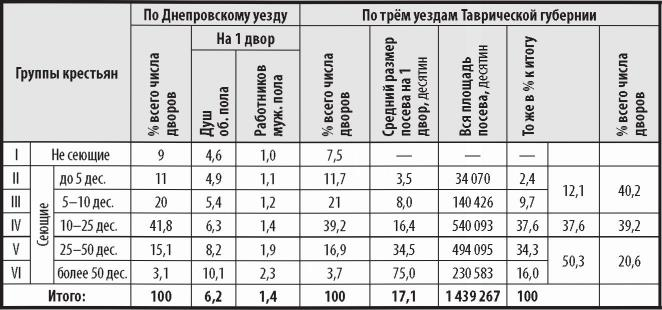 Группы крестьян | По Днепровскому уезду | По трём уездам Таврической губернии
% всего числа дворов | На 1 двор | % всего числа дворов | Средний размер посева на 1 двор, десятин | Вся площадь посева, десятин | То же в % к итогу | % всего числа дворов
Душ об. пола | Работников муж. пола
I | Не сеющие | 9 | 4,6 | 1,0 | 7,5 | — | — | —
Сеющие
II | до 5 дес. | 11 | 4,9 | 1,1 | 11,7 | 3,5 | 34 070 | 2,4 | 12,1 | 40,2
III | 5–10 дес. | 20 | 5,4 | 1,2 | 21 | 8,0 | 140 426 | 9,7
IV | 10–25 дес. | 41,8 | 6,3 | 1,4 | 39,2 | 16,4 | 540 093 | 37,6 | 37,6 | 39,2
V | 25–50 дес. | 15,1 | 8,2 | 1,9 | 16,9 | 34,5 | 494 095 | 34,3 | 50,3 | 20,6
VI | более 50 дес. | 3,1 | 10,1 | 2,3 | 3,7 | 75,0 | 230 583 | 16,0
Итого: | 100 | 6,2 | 1,4 | 100 | 17,1 | 1 439 267 | 100